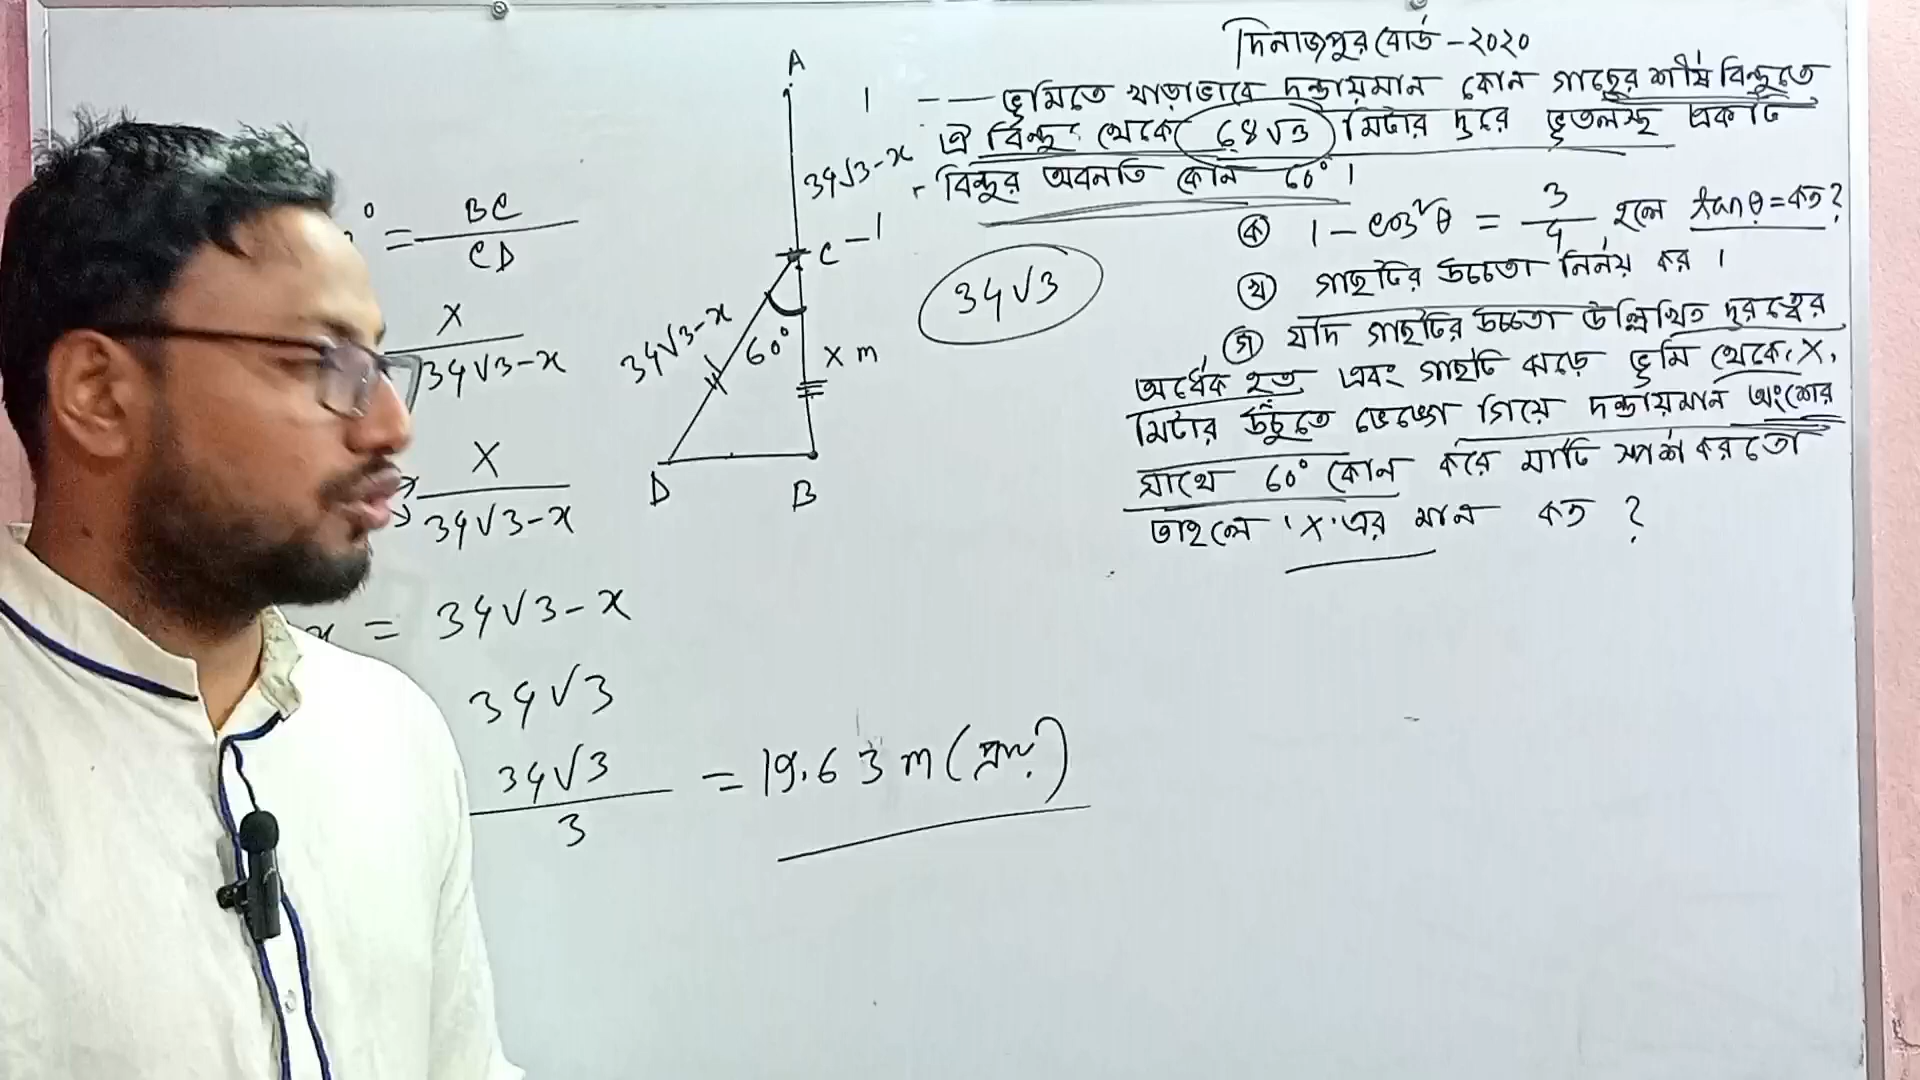 দিনাজপুর বোর্ড - ২০২০
ভূমিতে খাড়াভাবে দন্ডায়মান কোন গাছের শীর্ষ বিন্দুতে
ঐ বিন্দু থেকে 68√3 মিটার দূরে ভূতলস্থ একটি
বিন্দুর অবনতি কোন 60° ।
ক 1 - cos²θ = 3/4 হলে tanθ = কত?
খ গাছটির উচ্চতা নির্নয় কর ।
গ যদি গাছটির উচ্চতা উল্লিখিত দূরত্বের
অর্ধেক হত এবং গাছটি ঝড়ে ভূমি থেকে X
মিটার উঁচুতে ভেঙ্গে গিয়ে দন্ডায়মান অংশের
সাথে 60° কোন করে মাটি স্পর্শ করতো
তাহলে 'X' এর মান কত ?
34√3
A
34√3-x
C
34√3-x
60°
x m
D
B
° = BC/CD
x/34√3-x
x/34√3-x
x = 34√3-x
34√3
34√3/3 = 19.63 m (প্রায়)